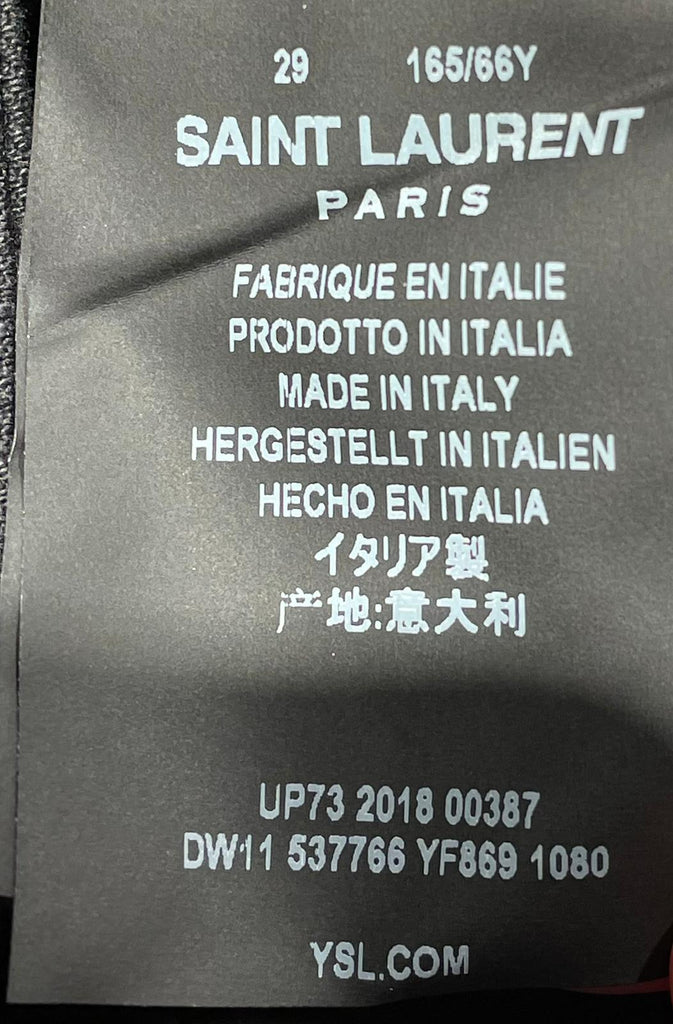 29 165/66Y
SAINT LAURENT
PARIS
FABRIQUE EN ITALIE
PRODOTTO IN ITALIA
MADE IN ITALY
HERGESTELLT IN ITALIEN
HECHO EN ITALIA
イタリア製
产地:意大利
UP73 2018 00387
DW11 537766 YF869 1080
YSL.COM